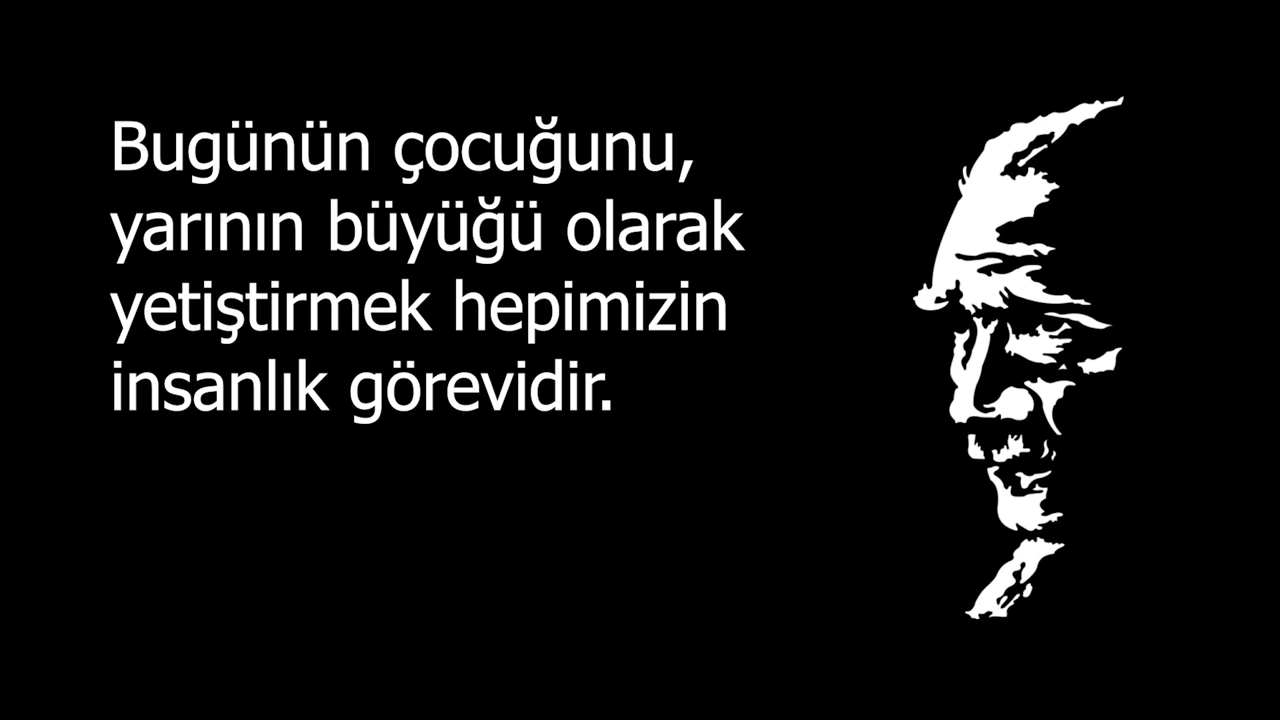 Bugünün çocuğunu,
yarının büyüğü olarak
yetiştirmek hepimizin
insanlık görevidir.